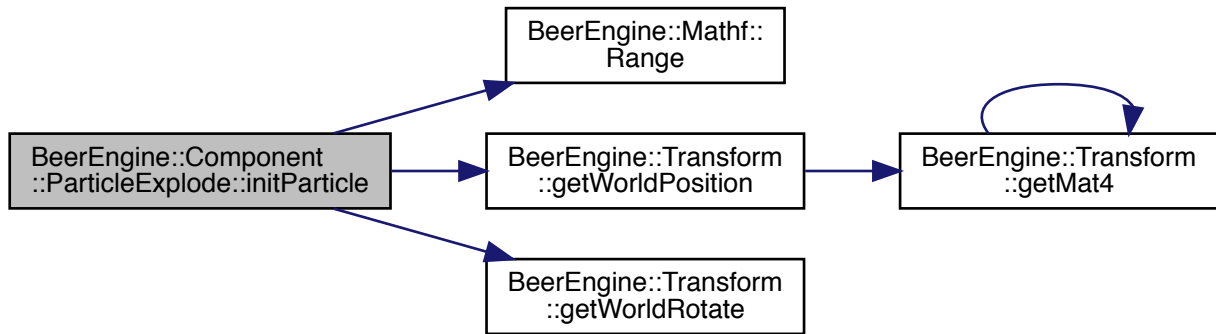 BeerEngine::Mathf::
Range
BeerEngine::Component
::ParticleExplode::initParticle
BeerEngine::Transform
::getWorldPosition
BeerEngine::Transform
::getMat4
BeerEngine::Transform
::getWorldRotate